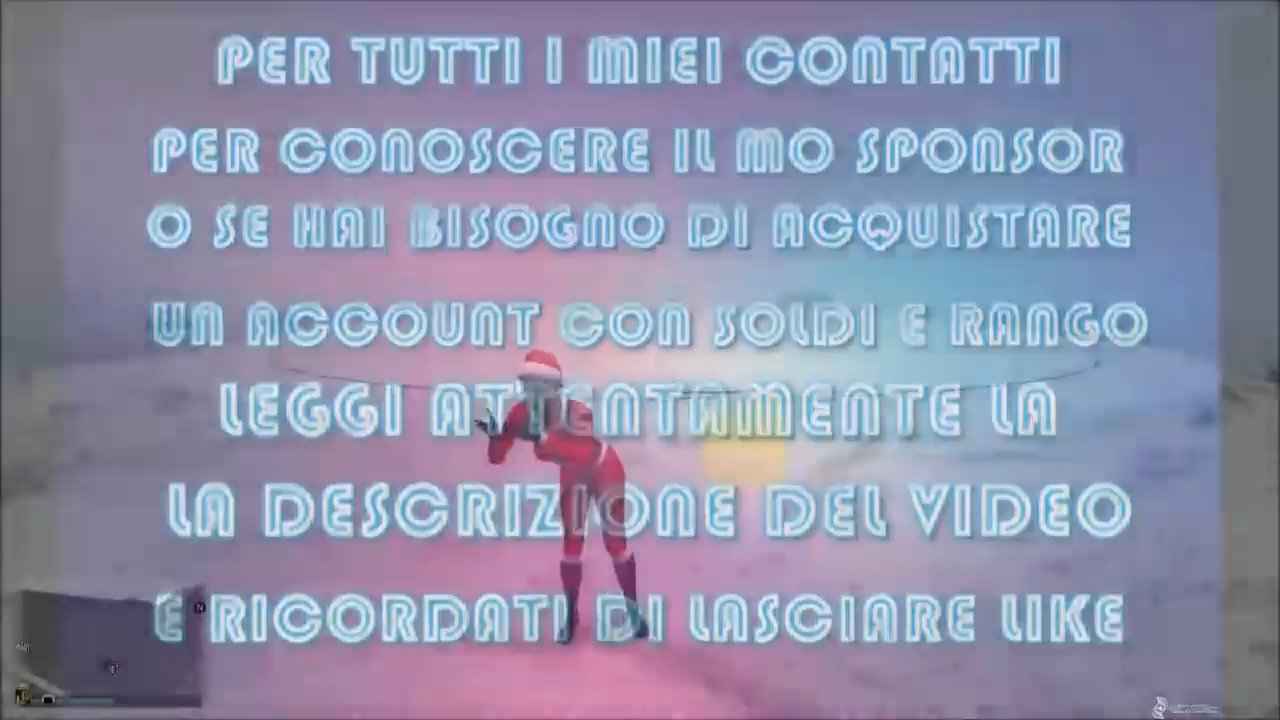 PER TUTTI I MIEI CONTATTI
PER CONOSCERE IL MO SPONSOR
O SE HAI BISOGNO DI ACQUISTARE
UN ACCOUNT CON SOLDI E RANGO
LEGGI ATTENTAMENTE LA
LA DESCRIZIONE DEL VIDEO
E RICORDATI DI LASCIARE LIKE
N